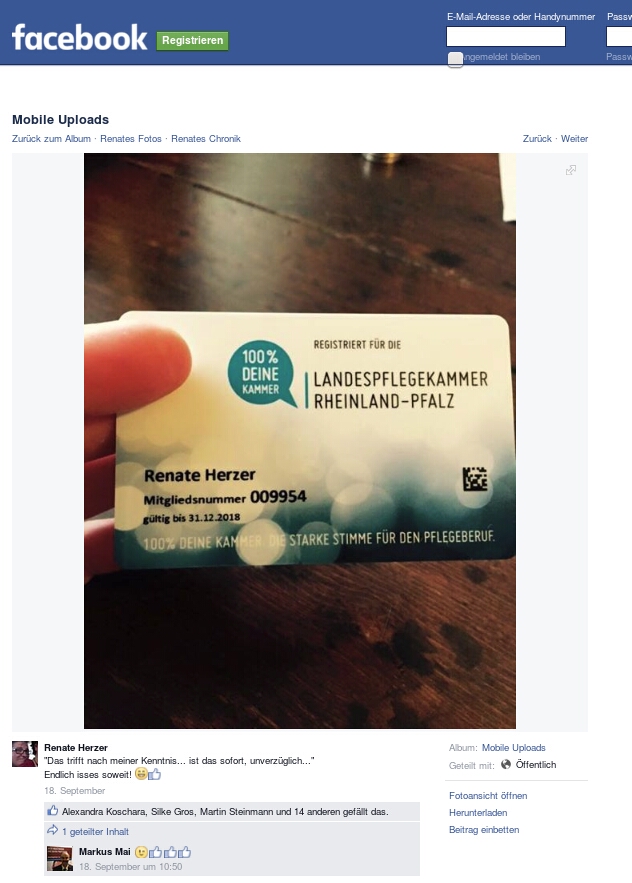 facebook
Registrieren
E-Mail-Adresse oder Handynummer
Passw
Angemeldet bleiben
Passw
Mobile Uploads
Zurück zum Album · Renates Fotos · Renates Chronik
Zurück · Weiter
100%
DEINE
KAMMER
REGISTRIERT FÜR DIE
LANDESPFLEGEKAMMER
RHEINLAND-PFALZ
Renate Herzer
Mitgliedsnummer 009954
gültig bis 31.12.2018
100% DEINE KAMMER. DIE STARKE STIMME FÜR DEN PFLEGEBERUF.
Renate Herzer
"Das trifft nach meiner Kenntnis... ist das sofort, unverzüglich..."
Endlich isses soweit! 😀👍
18. September
Alexandra Koschara, Silke Gros, Martin Steinmann und 14 anderen gefällt das.
1 geteilter Inhalt
Markus Mai 😉👍👍👍
18. September um 10:50
Album: Mobile Uploads
Geteilt mit: Öffentlich
Fotoansicht öffnen
Herunterladen
Beitrag einbetten